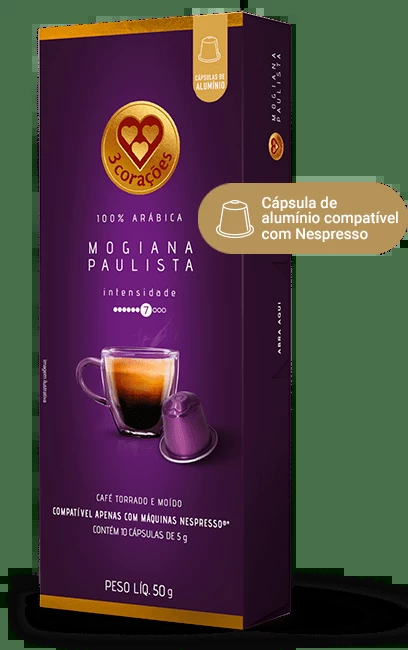 CÁPSULAS DE
ALUMÍNIO
3 corações
100% ARÁBICA
MOGIANA
PAULISTA
intensidade
7
CAFÉ TORRADO E MOÍDO
COMPATÍVEL APENAS COM MÁQUINAS NESPRESSO®*
CONTÉM 10 CÁPSULAS DE 5 g
PESO LÍQ. 50 g
imagem ilustrativa
MOGIANA
PAULISTA
Cápsula de
alumínio compatível
com Nespresso
ABRA AQUI